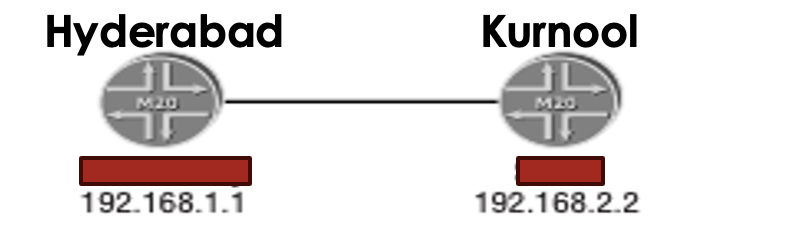 Hyderabad Kurnool
M20 M20
192.168.1.1 192.168.2.2